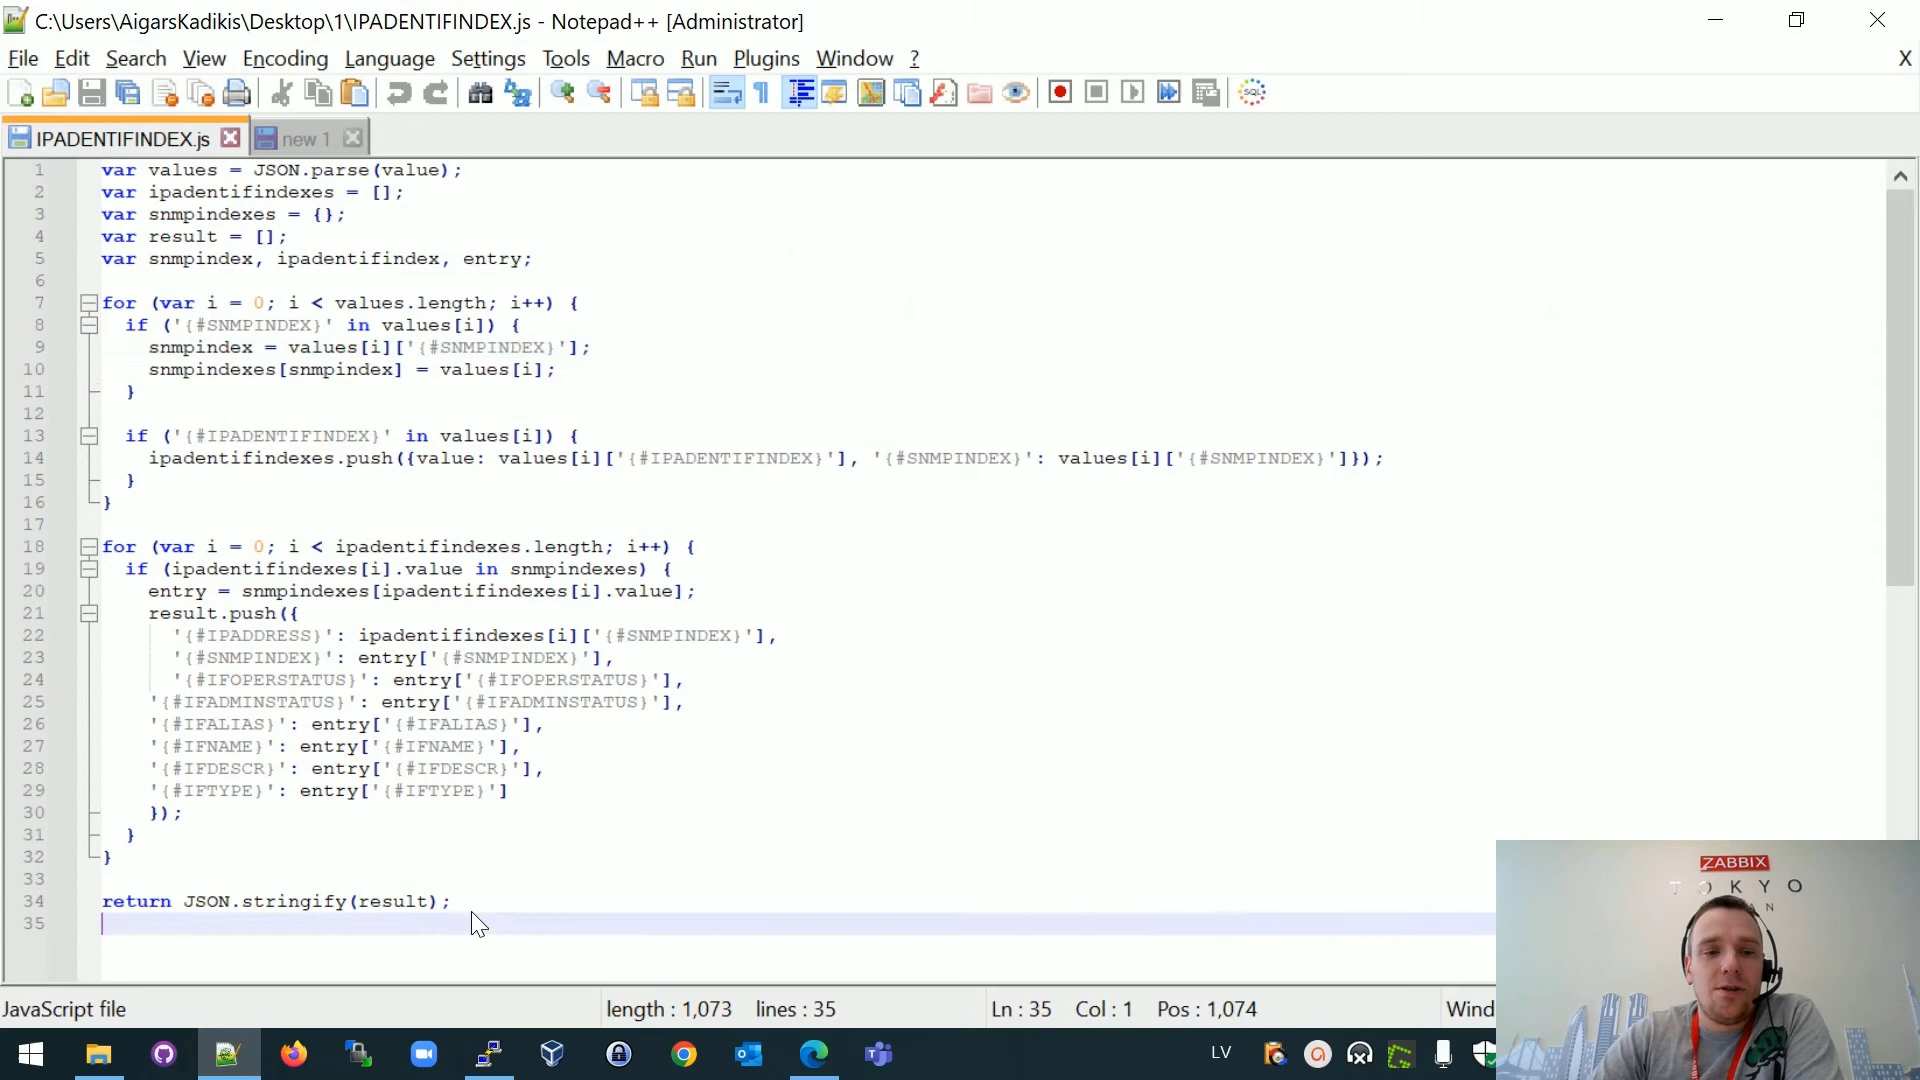 C:\Users\AigarsKadikis\Desktop\1\IPADENTIFINDEX.js - Notepad++ [Administrator]
File Edit Search View Encoding Language Settings Tools Macro Run Plugins Window ? X
SQL
IPADENTIFINDEX.js new 1
1 var values = JSON.parse(value);
2 var ipadentifindexes = [];
3 var snmpindexes = {};
4 var result = [];
5 var snmpindex, ipadentifindex, entry;
6
7 for (var i = 0; i < values.length; i++) {
8 if ('{#SNMPINDEX}' in values[i]) {
9 snmpindex = values[i]['{#SNMPINDEX}'];
10 snmpindexes[snmpindex] = values[i];
11 }
12
13 if ('{#IPADENTIFINDEX}' in values[i]) {
14 ipadentifindexes.push({value: values[i]['{#IPADENTIFINDEX}'], '{#SNMPINDEX}': values[i]['{#SNMPINDEX}']});
15 }
16 }
17
18 for (var i = 0; i < ipadentifindexes.length; i++) {
19 if (ipadentifindexes[i].value in snmpindexes) {
20 entry = snmpindexes[ipadentifindexes[i].value];
21 result.push({
22 '{#IPADDRESS}': ipadentifindexes[i]['{#SNMPINDEX}'],
23 '{#SNMPINDEX}': entry['{#SNMPINDEX}'],
24 '{#IFOPERSTATUS}': entry['{#IFOPERSTATUS}'],
25 '{#IFADMINSTATUS}': entry['{#IFADMINSTATUS}'],
26 '{#IFALIAS}': entry['{#IFALIAS}'],
27 '{#IFNAME}': entry['{#IFNAME}'],
28 '{#IFDESCR}': entry['{#IFDESCR}'],
29 '{#IFTYPE}': entry['{#IFTYPE}']
30 });
31 }
32 }
33
34 return JSON.stringify(result);
35
ZABBIX
TOKYO
JavaScript file length : 1,073 lines : 35 Ln : 35 Col : 1 Pos : 1,074 Wind
LV